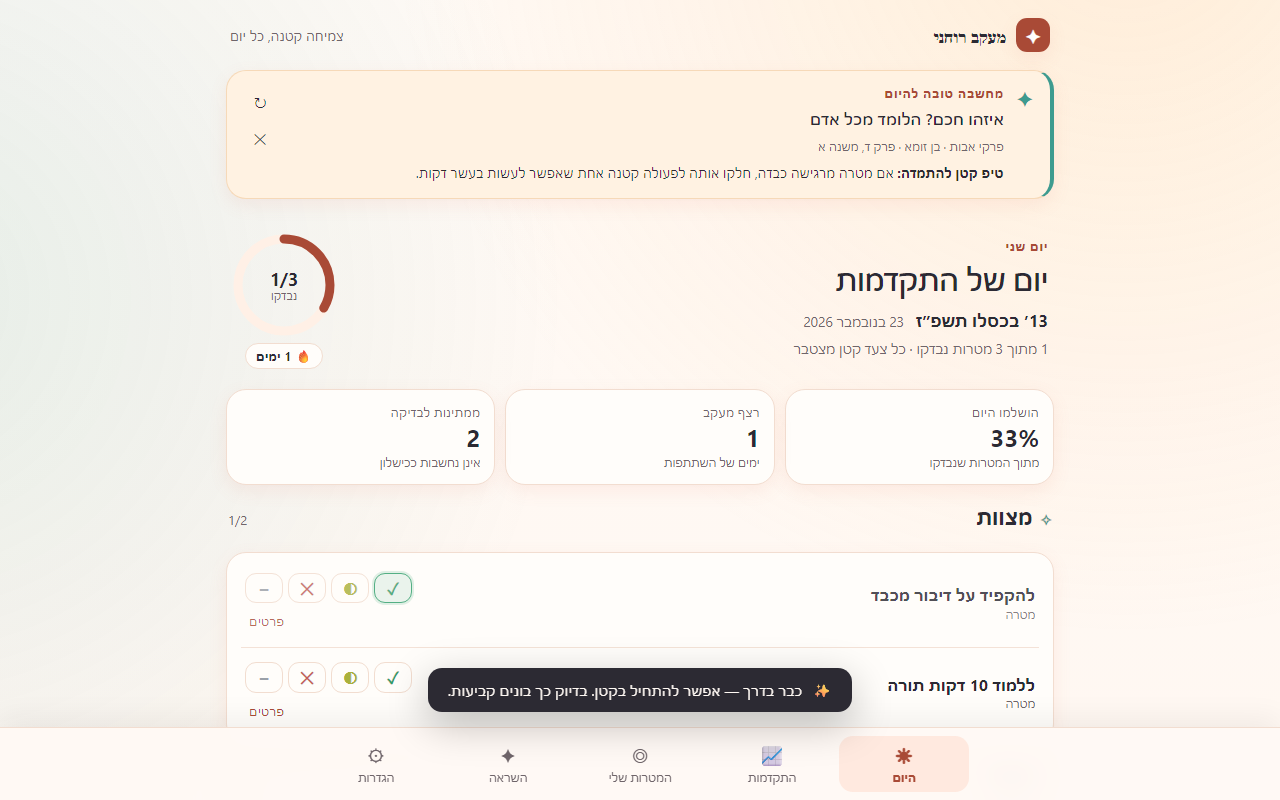 מעקב רוחני
צמיחה קטנה, כל יום
מחשבה טובה להיום
איזהו חכם? הלומד מכל אדם
פרקי אבות · בן זומא · פרק ד, משנה א
טיפ קטן להתמדה: אם מטרה מרגישה כבדה, חלקו אותה לפעולה קטנה אחת שאפשר לעשות בעשר דקות.
יום שני
יום של התקדמות
13׳ בכסלו תשפ״ז 23 בנובמבר 2026
1 מתוך 3 מטרות נבדקו · כל צעד קטן מצטבר
1/3
נבדקו
🔥 1 ימים
הושלמו היום
33%
מתוך המטרות שנבדקו
רצף מעקב
1
ימים של השתתפות
ממתינות לבדיקה
2
אינן נחשבות ככישלון
מצוות
1/2
להקפיד על דיבור מכבד
מטרה
פרטים
ללמוד 10 דקות תורה
מטרה
פרטים
✨ כבר בדרך — אפשר להתחיל בקטן. בדיוק כך בונים קביעות.
היום
התקדמות
המטרות שלי
השראה
הגדרות